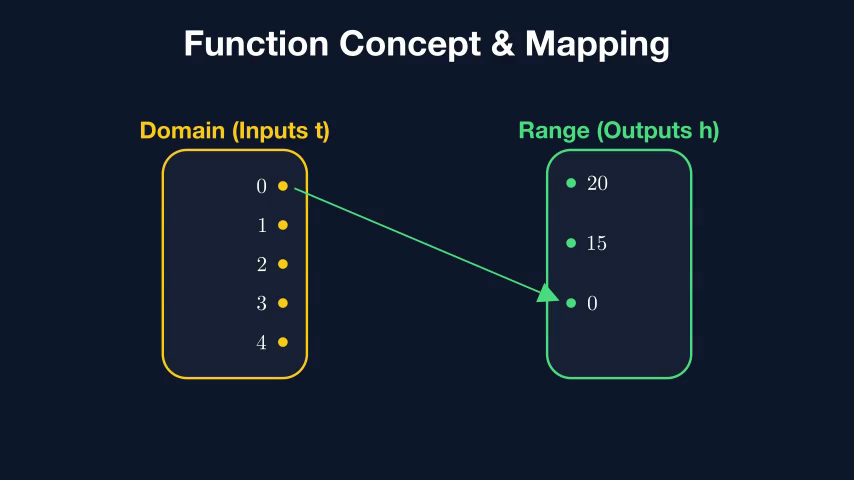 Function Concept & Mapping
Domain (Inputs t)
0
1
2
3
4
Range (Outputs h)
20
15
0